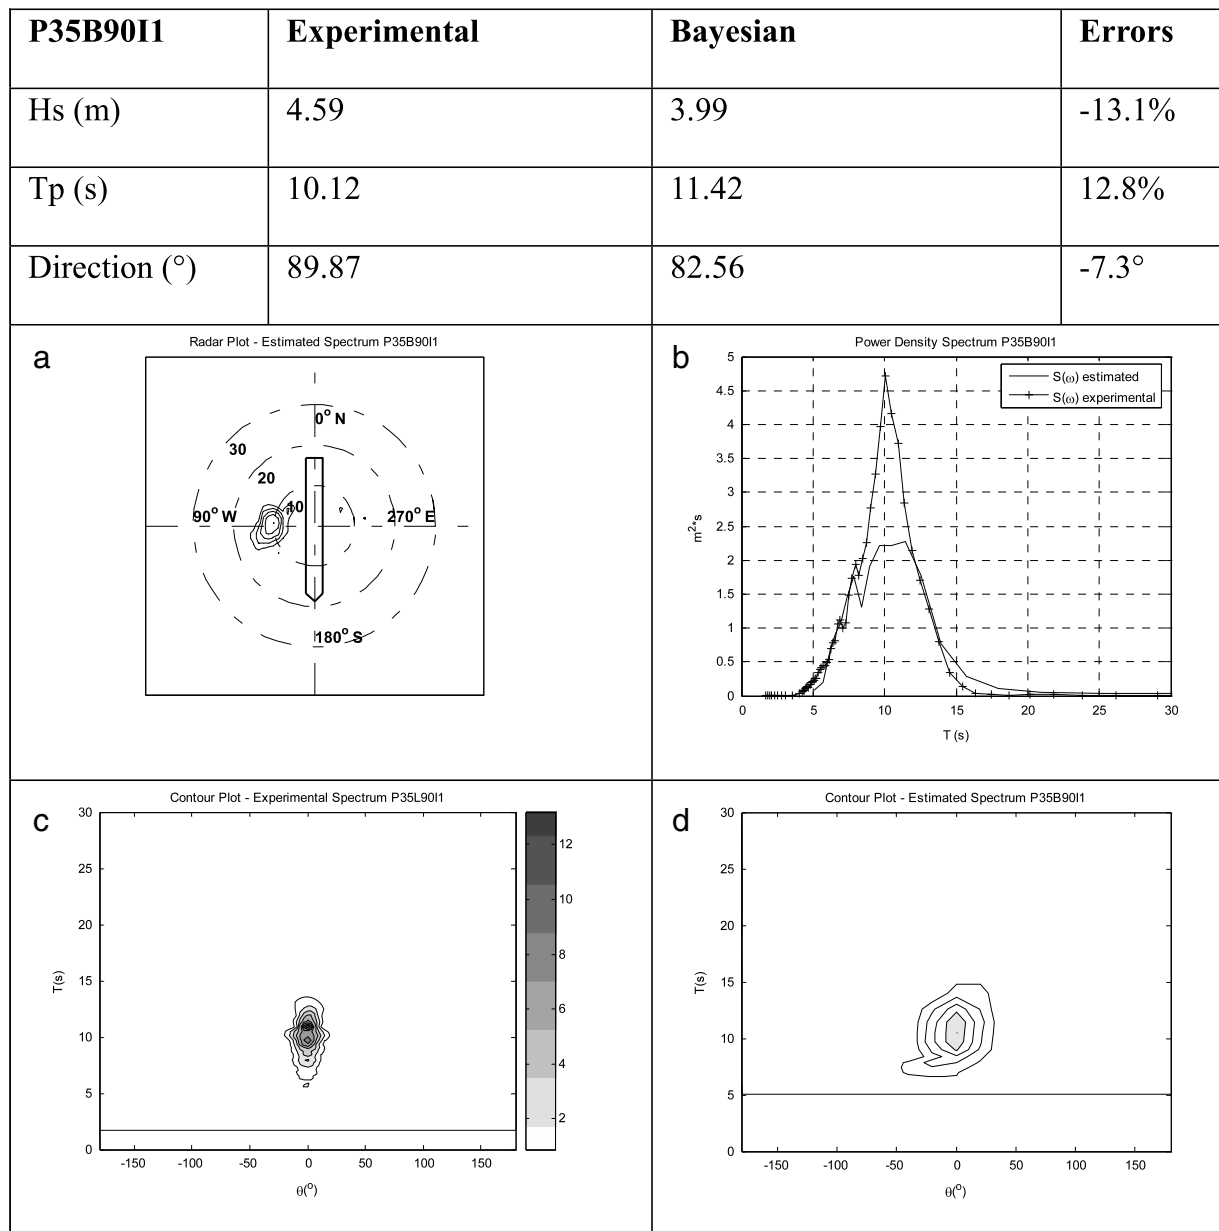 P35B90I1 Experimental Bayesian Errors
Hs (m) 4.59 3.99 -13.1%
Tp (s) 10.12 11.42 12.8%
Direction (°) 89.87 82.56 -7.3°
a
Radar Plot - Estimated Spectrum P35B90I1
0° N
30
20
10
90° W
270° E
180° S
b
Power Density Spectrum P35B90I1
S(ω) estimated
S(ω) experimental
5
4.5
4
3.5
3
2.5
2
1.5
1
0.5
0
m²*s
0 5 10 15 20 25 30
T (s)
c
Contour Plot - Experimental Spectrum P35L90I1
30
25
20
15
10
5
0
T(s)
-150 -100 -50 0 50 100 150
θ(°)
12
10
8
6
4
2
d
Contour Plot - Estimated Spectrum P35B90I1
30
25
20
15
10
5
0
T(s)
-150 -100 -50 0 50 100 150
θ(°)